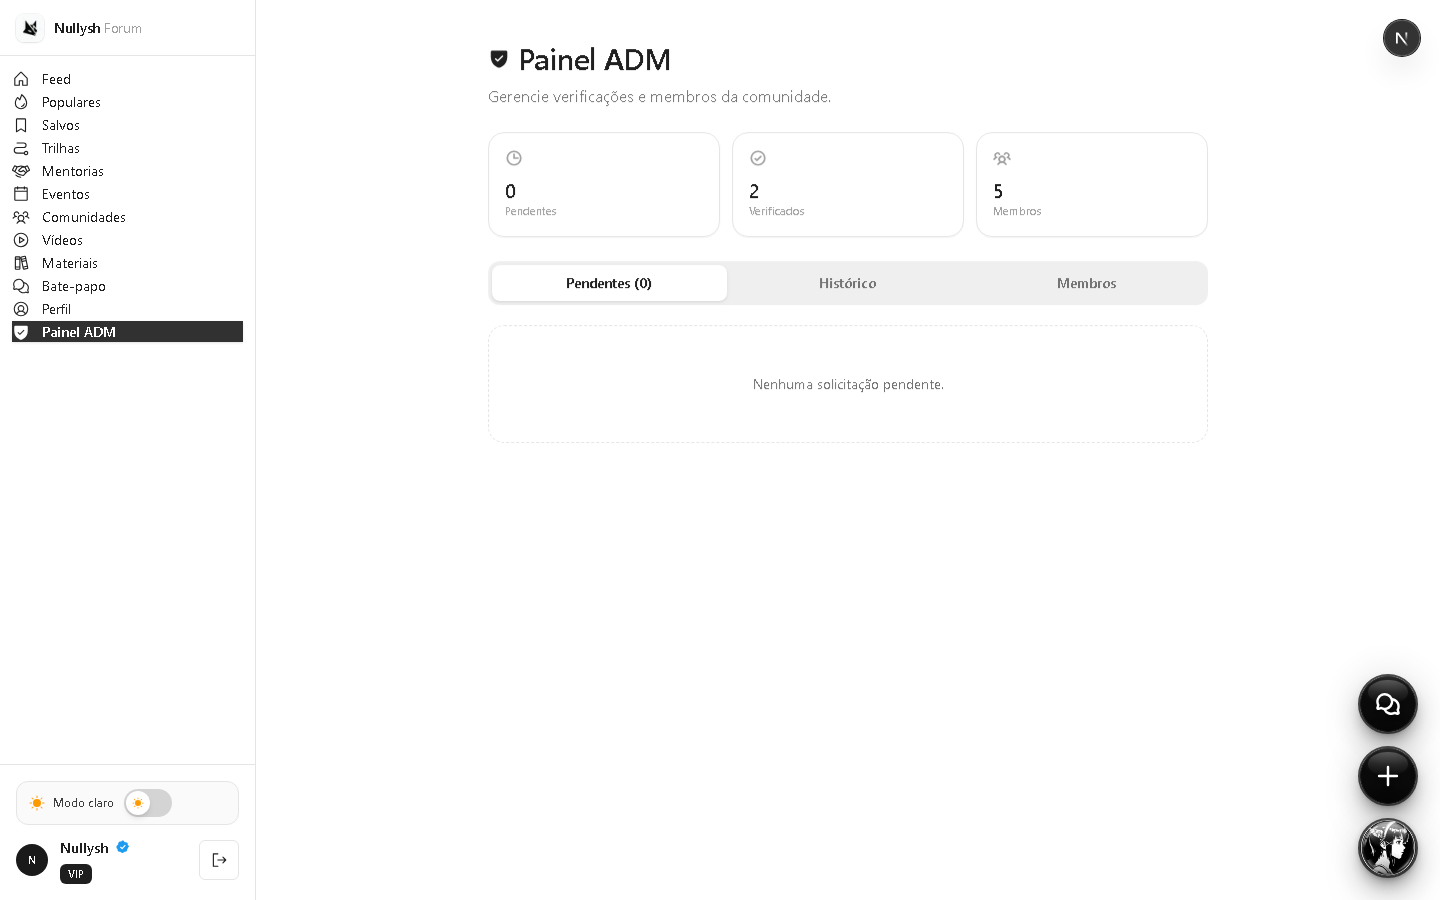 Nullysh Forum
Feed
Populares
Salvos
Trilhas
Mentorias
Eventos
Comunidades
Vídeos
Materiais
Bate-papo
Perfil
Painel ADM
Modo claro
N
Nullysh
VIP
Painel ADM
Gerencie verificações e membros da comunidade.
0
Pendentes
2
Verificados
5
Membros
Pendentes (0)
Histórico
Membros
Nenhuma solicitação pendente.
N